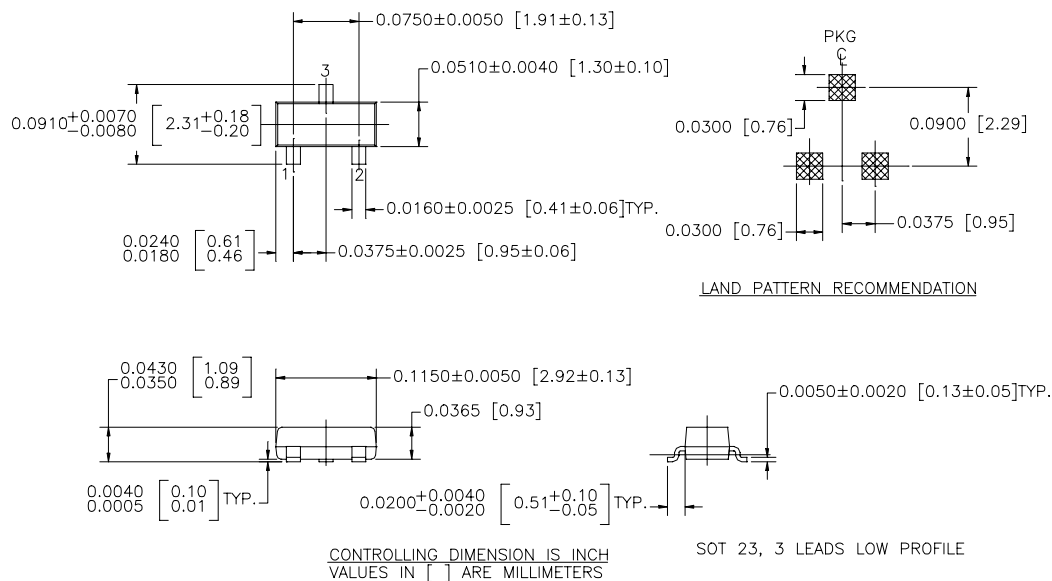 0.0750±0.0050 [1.91±0.13]
3
0.0510±0.0040 [1.30±0.10]
0.0910+0.0070 -0.0080 [2.31+0.18 -0.20]
1
2
0.0160±0.0025 [0.41±0.06]TYP.
0.0240 [0.61
0.0180 0.46]
0.0375±0.0025 [0.95±0.06]
PKG
℄
0.0300 [0.76]
0.0900 [2.29]
0.0300 [0.76]
0.0375 [0.95]
LAND PATTERN RECOMMENDATION
0.0430 [1.09
0.0350 0.89]
0.1150±0.0050 [2.92±0.13]
0.0365 [0.93]
0.0040 [0.10
0.0005 0.01] TYP.
0.0050±0.0020 [0.13±0.05]TYP.
0.0200+0.0040 -0.0020 [0.51+0.10 -0.05] TYP.
CONTROLLING DIMENSION IS INCH
VALUES IN [ ] ARE MILLIMETERS
SOT 23, 3 LEADS LOW PROFILE